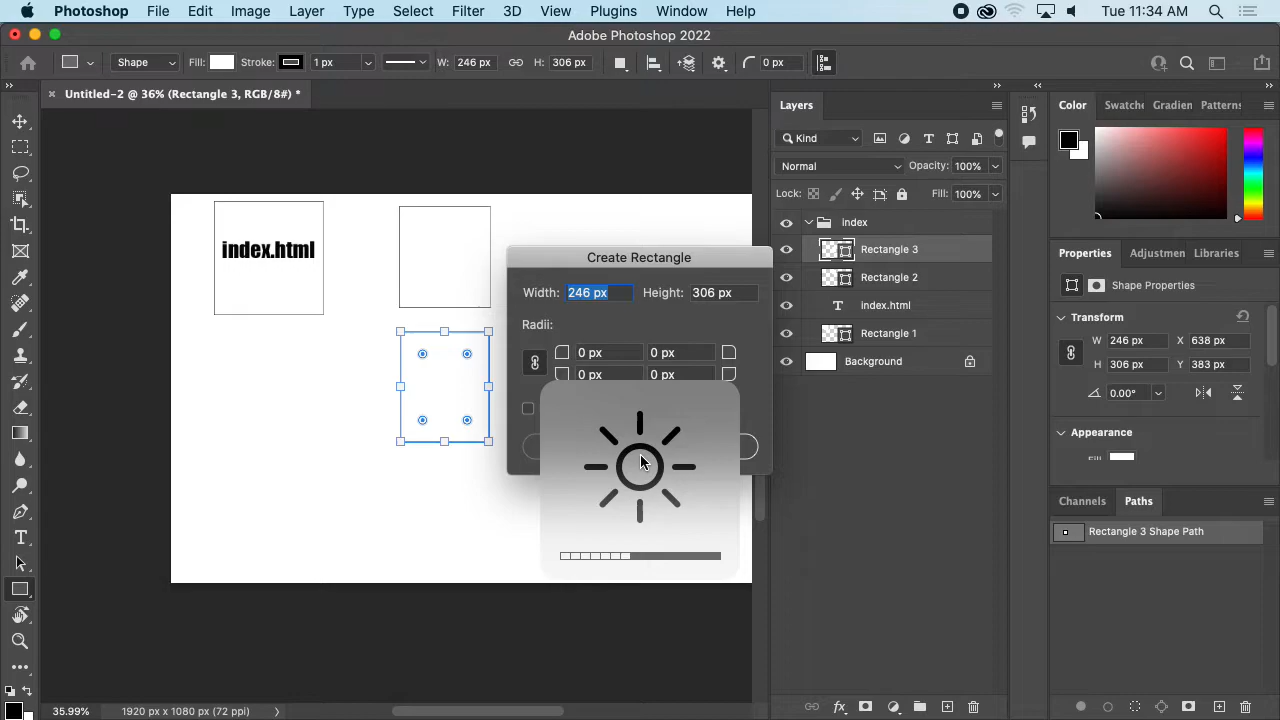 Photoshop File Edit Image Layer Type Select Filter 3D View Plugins Window Help Tue 11:34 AM
Adobe Photoshop 2022
Shape Fill: Stroke: 1 px W: 246 px H: 306 px 0 px
Untitled-2 @ 36% (Rectangle 3, RGB/8#) *
Layers
Color Swatche Gradien Patterns
Kind
Normal Opacity: 100%
Lock: Fill: 100%
index
Rectangle 3
Rectangle 2
index.html
Rectangle 1
Background
index.html
Create Rectangle
Width: 246 px Height: 306 px
Radii:
0 px 0 px
0 px 0 px
Properties Adjustmen Libraries
Shape Properties
Transform
W 246 px X 638 px
H 306 px Y 383 px
0.00°
Appearance
Channels Paths
Rectangle 3 Shape Path
35.99% 1920 px x 1080 px (72 ppi)